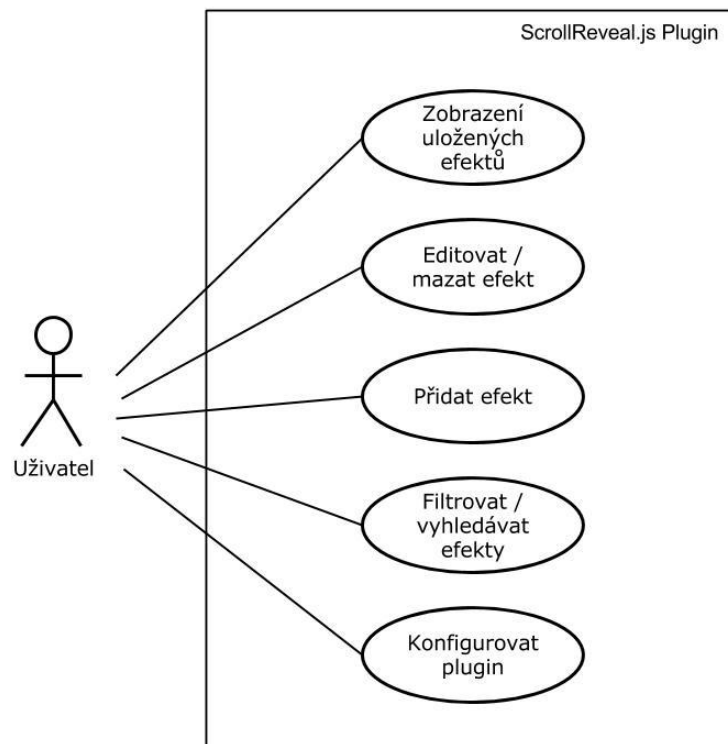 ScrollReveal.js Plugin
Zobrazení
uložených
efektů
Editovat /
mazat efekt
Přidat efekt
Uživatel
Filtrovat /
vyhledávat
efekty
Konfigurovat
plugin